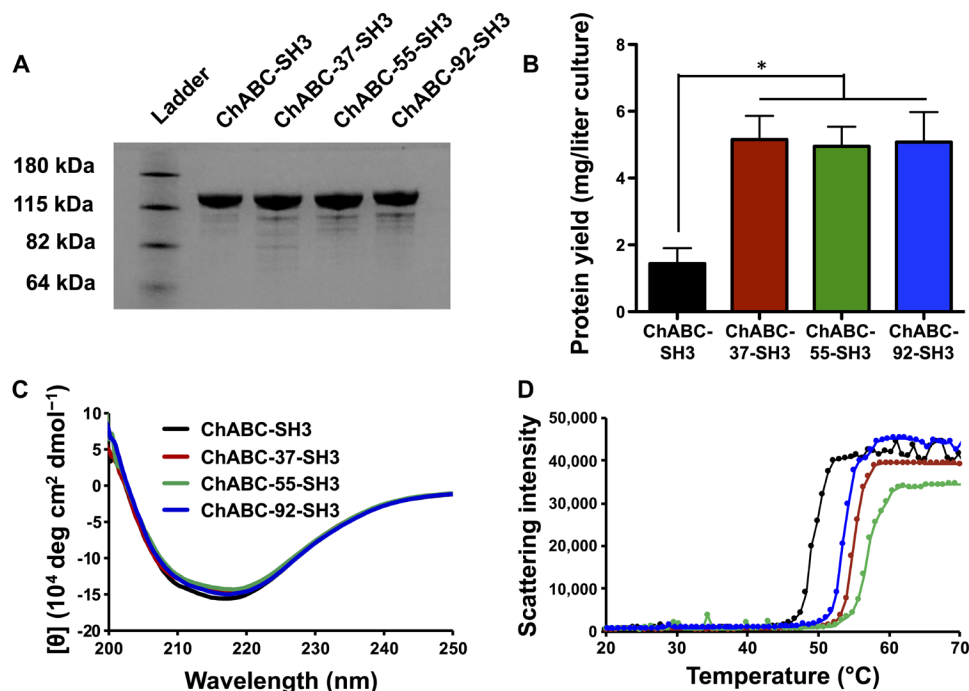 A
Ladder
ChABC-SH3
ChABC-37-SH3
ChABC-55-SH3
ChABC-92-SH3
180 kDa
115 kDa
82 kDa
64 kDa
B
Protein yield (mg/liter culture)
8
6
4
2
0
*
ChABC-
SH3
ChABC-
37-SH3
ChABC-
55-SH3
ChABC-
92-SH3
C
[θ] (10⁴ deg cm² dmol⁻¹)
10
5
0
-5
-10
-15
-20
ChABC-SH3
ChABC-37-SH3
ChABC-55-SH3
ChABC-92-SH3
200 210 220 230 240 250
Wavelength (nm)
D
Scattering intensity
50,000
40,000
30,000
20,000
10,000
0
20 30 40 50 60 70
Temperature (°C)